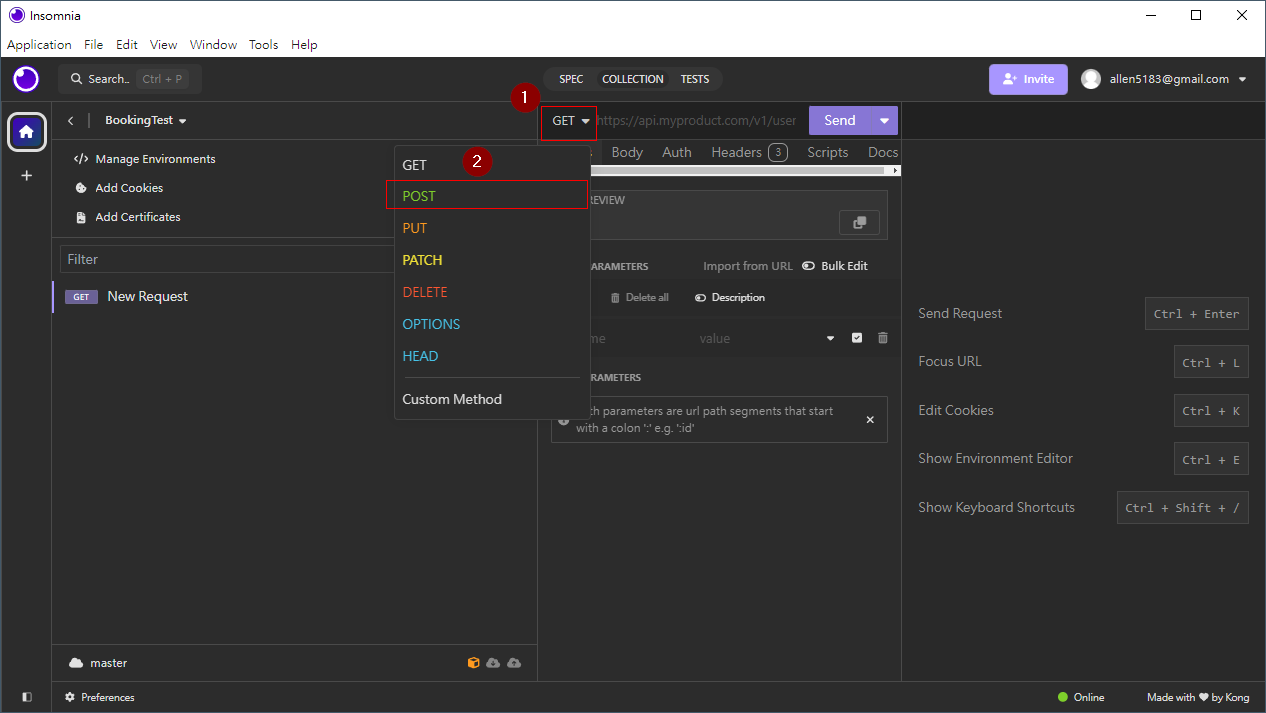 Insomnia
Application File Edit View Window Tools Help
Search.. Ctrl + P
SPEC COLLECTION TESTS
Invite
allen5183@gmail.com
1
BookingTest
GET
https://api.myproduct.com/v1/user
Send
Manage Environments
Add Cookies
Add Certificates
Filter
GET New Request
GET
2
POST
PUT
PATCH
DELETE
OPTIONS
HEAD
Custom Method
Body Auth Headers 3 Scripts Docs
REVIEW
ARAMETERS Import from URL Bulk Edit
Delete all Description
me value
RAMETERS
th parameters are url path segments that start
with a colon ':' e.g. ':id'
Send Request Ctrl + Enter
Focus URL Ctrl + L
Edit Cookies Ctrl + K
Show Environment Editor Ctrl + E
Show Keyboard Shortcuts Ctrl + Shift + /
master
Preferences
Online
Made with ♥ by Kong